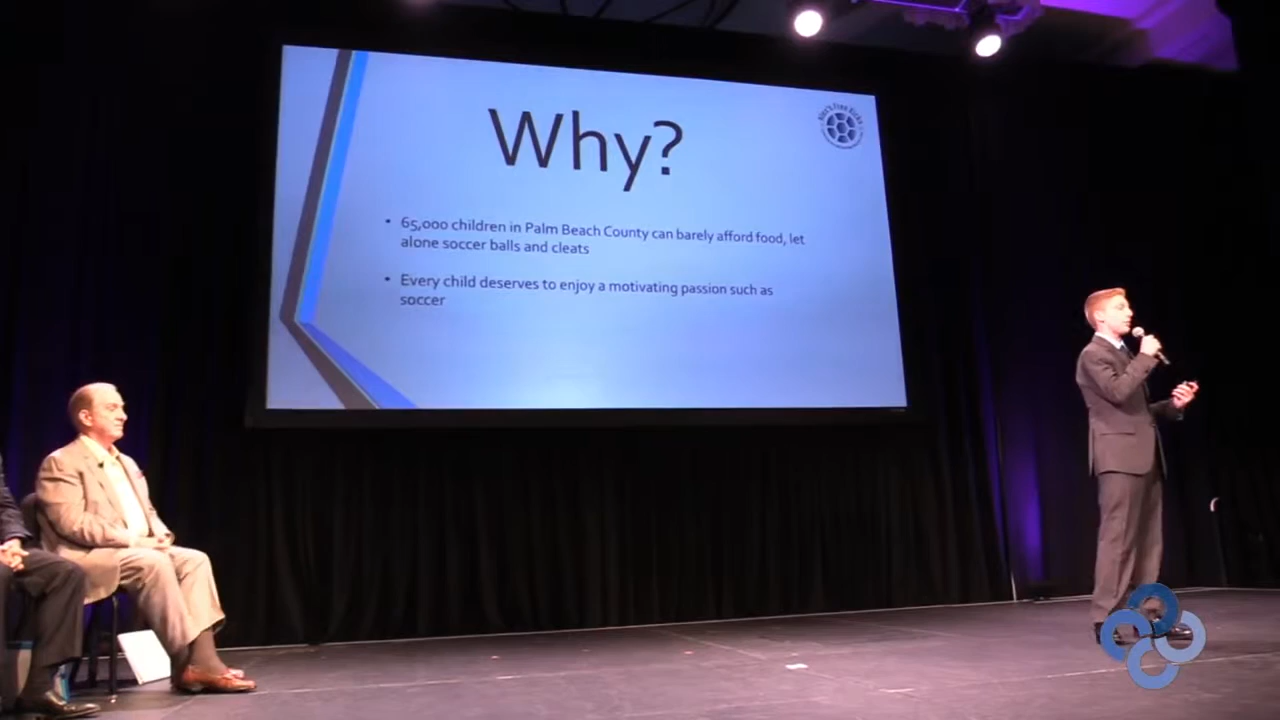 Why?
• 65,000 children in Palm Beach County can barely afford food, let
alone soccer balls and cleats
• Every child deserves to enjoy a motivating passion such as
soccer